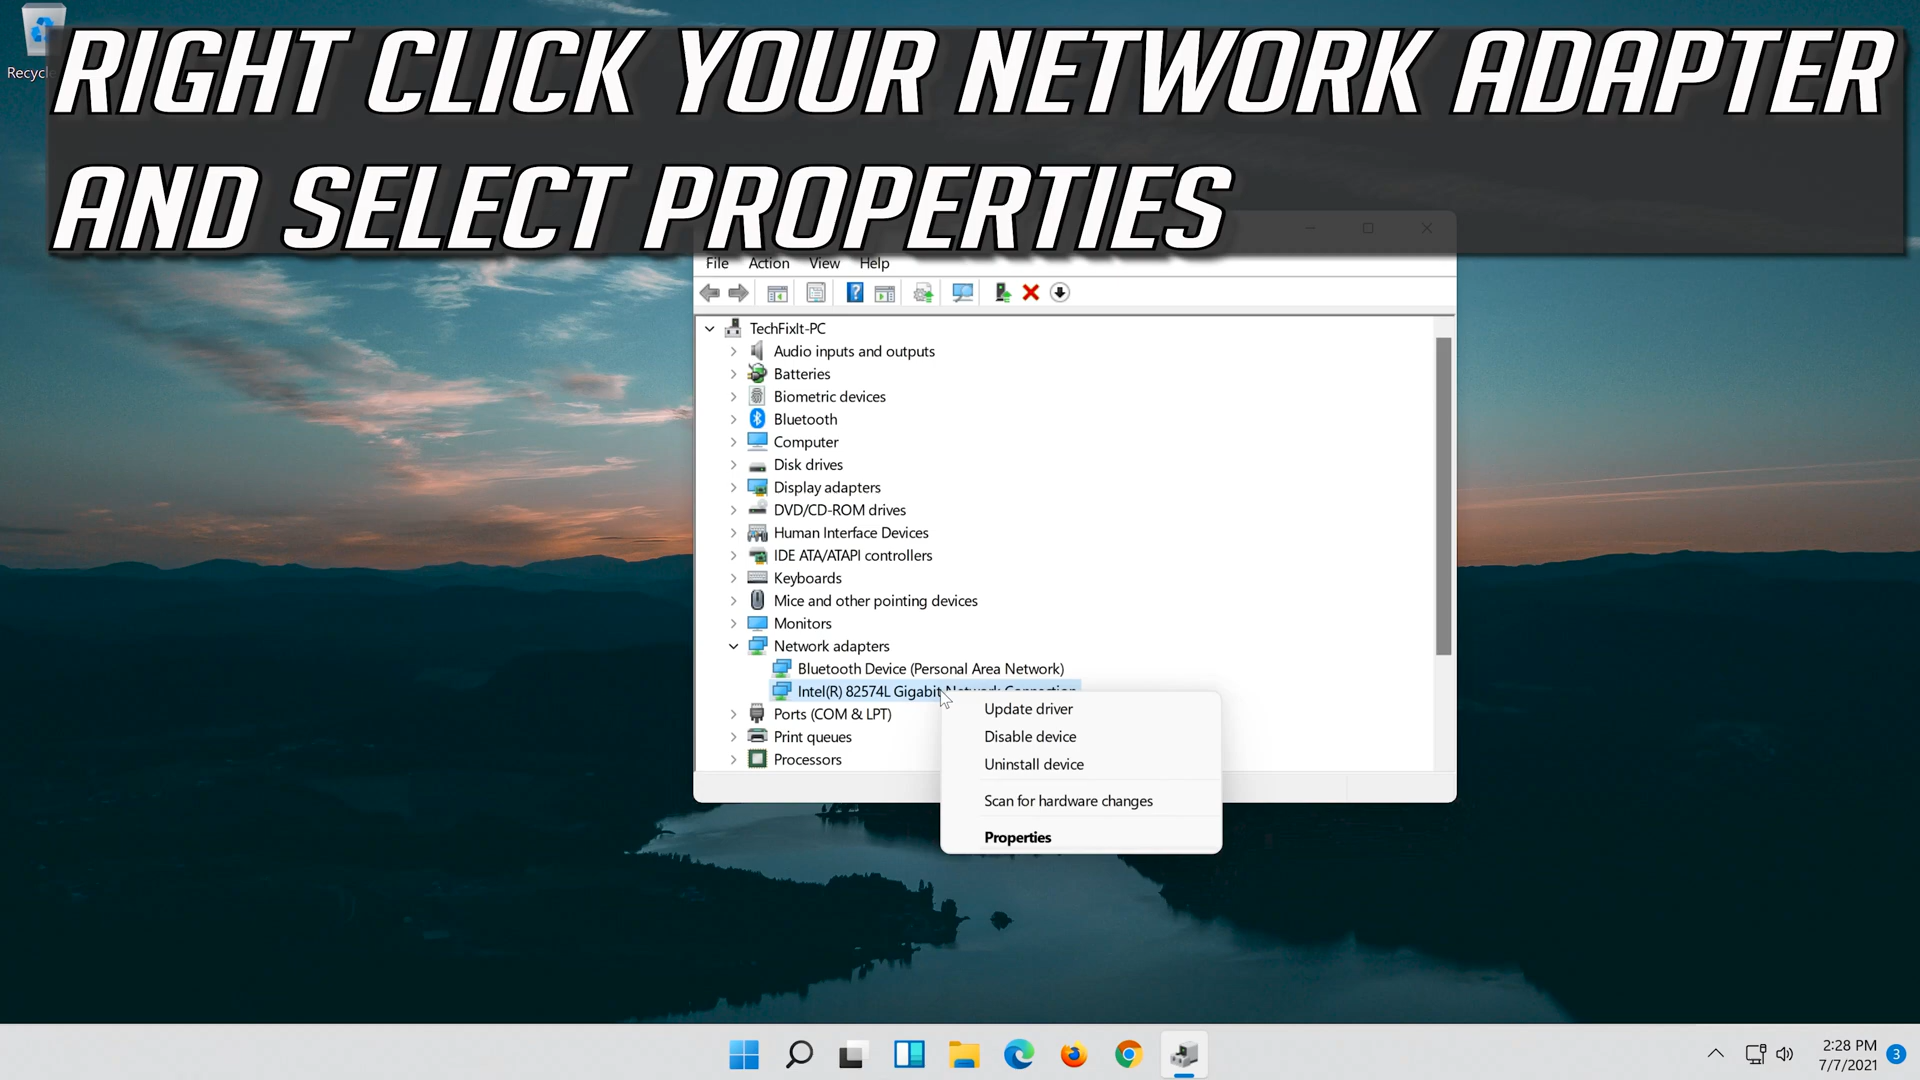 RIGHT CLICK YOUR NETWORK ADAPTER
AND SELECT PROPERTIES
File Action View Help
TechFixIt-PC
Audio inputs and outputs
Batteries
Biometric devices
Bluetooth
Computer
Disk drives
Display adapters
DVD/CD-ROM drives
Human Interface Devices
IDE ATA/ATAPI controllers
Keyboards
Mice and other pointing devices
Monitors
Network adapters
Bluetooth Device (Personal Area Network)
Intel(R) 82574L Gigabit Network Connection
Ports (COM & LPT)
Print queues
Processors
Update driver
Disable device
Uninstall device
Scan for hardware changes
Properties
2:28 PM
7/7/2021
3